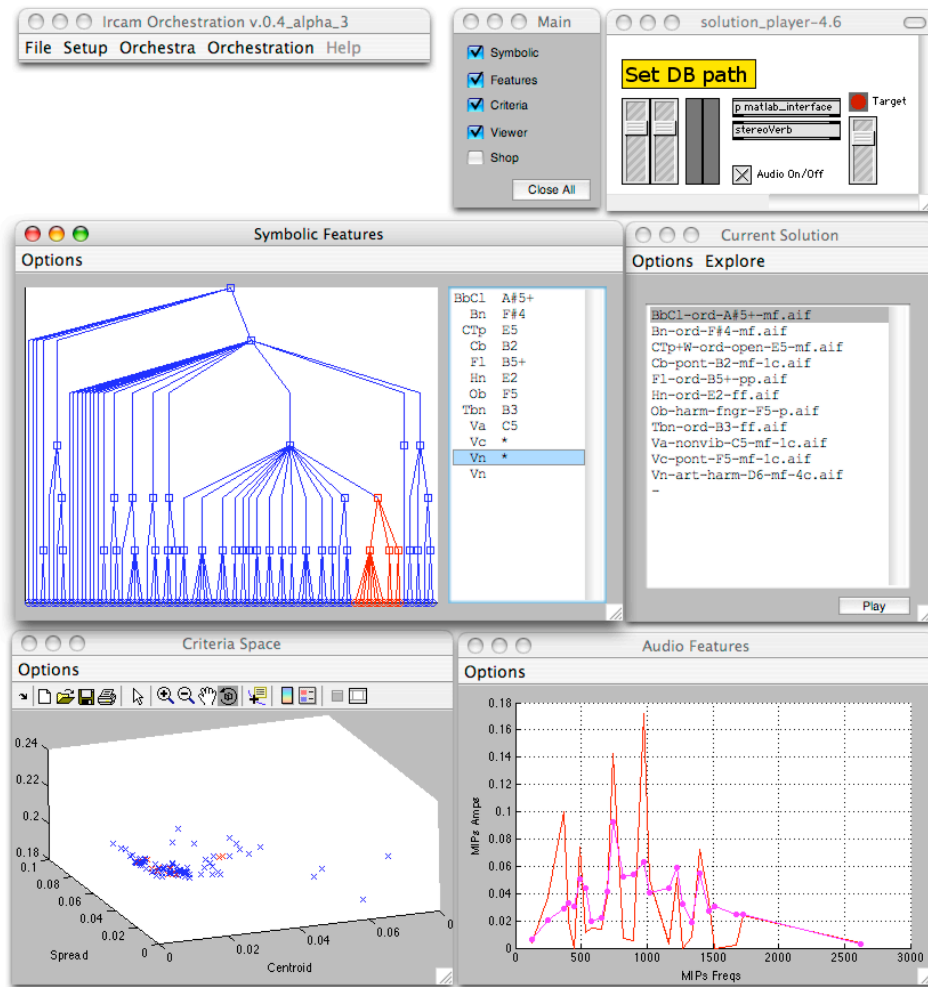 Ircam Orchestration v.0.4_alpha_3
File Setup Orchestra Orchestration Help
Main
Symbolic
Features
Criteria
Viewer
Shop
Close All
solution_player-4.6
Set DB path
p matlab_interface
stereoVerb
Target
Audio On/Off
Symbolic Features
Options
BbCl A#5+
Bn F#4
CTp E5
Cb B2
Fl B5+
Hn E2
Ob F5
Tbn B3
Va C5
Vc *
Vn *
Vn
Current Solution
Options Explore
BbCl-ord-A#5+-mf.aif
Bn-ord-F#4-mf.aif
CTp+W-ord-open-E5-mf.aif
Cb-pont-B2-mf-1c.aif
Fl-ord-B5+-pp.aif
Hn-ord-E2-ff.aif
Ob-harm-fngr-F5-p.aif
Tbn-ord-B3-ff.aif
Va-nonvib-C5-mf-1c.aif
Vc-pont-F5-mf-1c.aif
Vn-art-harm-D6-mf-4c.aif
-
Play
Criteria Space
Options
0.24
0.22
0.2
0.18
0.1
0.08
0.06
0.04
0.02
0
Spread
0
0.02
0.04
0.06
0
Centroid
Audio Features
Options
0.18
0.16
0.14
0.12
0.1
0.08
0.06
0.04
0.02
0
MIPs Amps
0 500 1000 1500 2000 2500 3000
MIPs Freqs